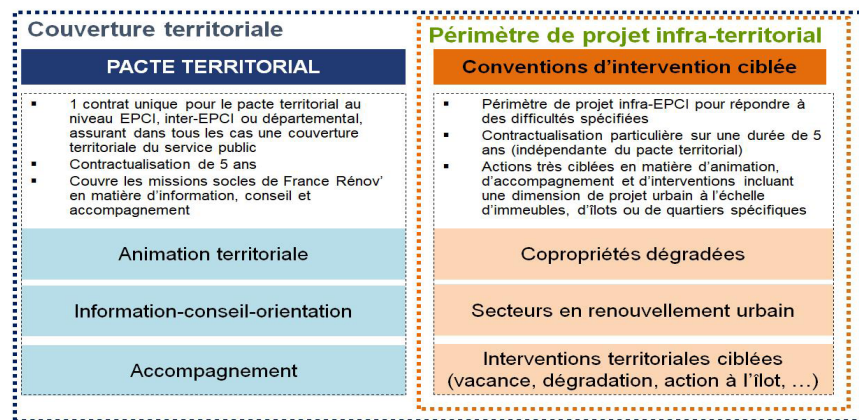 Couverture territoriale
PACTE TERRITORIAL
▪ 1 contrat unique pour le pacte territorial au
niveau EPCI, inter-EPCI ou départemental,
assurant dans tous les cas une couverture
territoriale du service public
▪ Contractualisation de 5 ans
▪ Couvre les missions socles de France Rénov'
en matière d'information, conseil et
accompagnement
Animation territoriale
Information-conseil-orientation
Accompagnement
Périmètre de projet infra-territorial
Conventions d'intervention ciblée
▪ Périmètre de projet infra-EPCI pour répondre à
des difficultés spécifiées
▪ Contractualisation particulière sur une durée de 5
ans (indépendante du pacte territorial)
▪ Actions très ciblées en matière d'animation,
d'accompagnement et d'interventions incluant
une dimension de projet urbain à l'échelle
d'immeubles, d'îlots ou de quartiers spécifiques
Copropriétés dégradées
Secteurs en renouvellement urbain
Interventions territoriales ciblées
(vacance, dégradation, action à l'îlot, …)